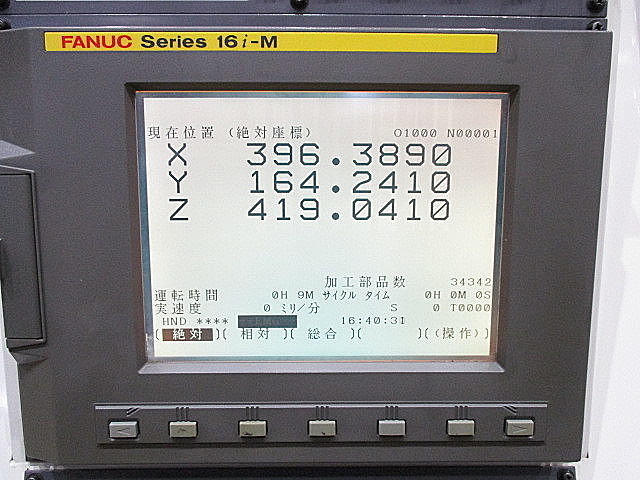 FANUC Series 16i-M
現在位置 (絶対座標) O1000 N00001
X 396.3890
Y 164.2410
Z 419.0410
加工部品数 34342
運転時間 0H 9M サイクル タイム 0H 0M 0S
実速度 0 ミリ/分 S 0 T0000
HND **** 16:40:31
[ 絶対 ][ 相対 ][ 総合 ][ ][ (操作) ]